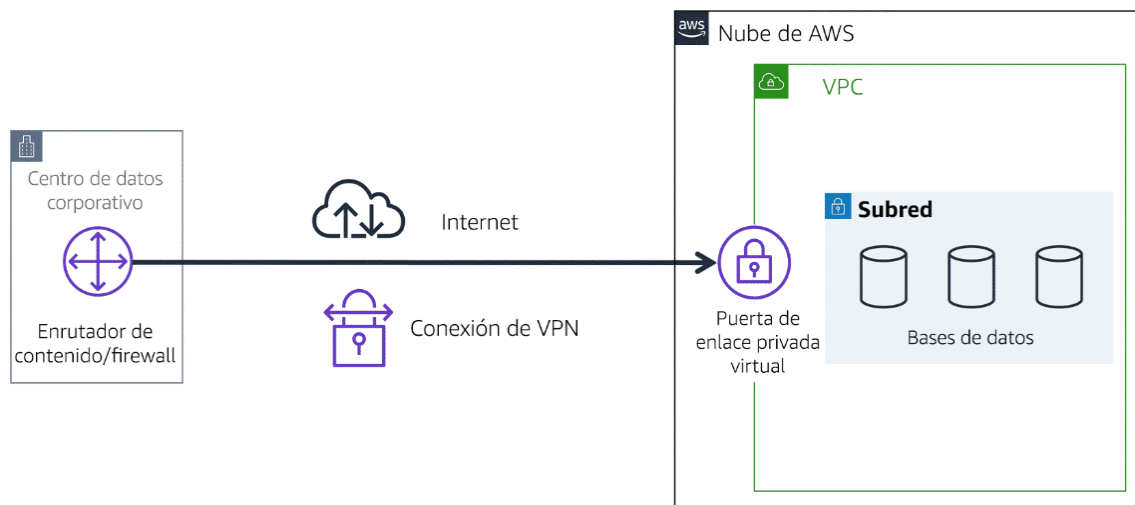 aws
Nube de AWS
VPC
Centro de datos
corporativo
Internet
Subred
Enrutador de
contenido/firewall
Conexión de VPN
Puerta de
enlace privada
virtual
Bases de datos